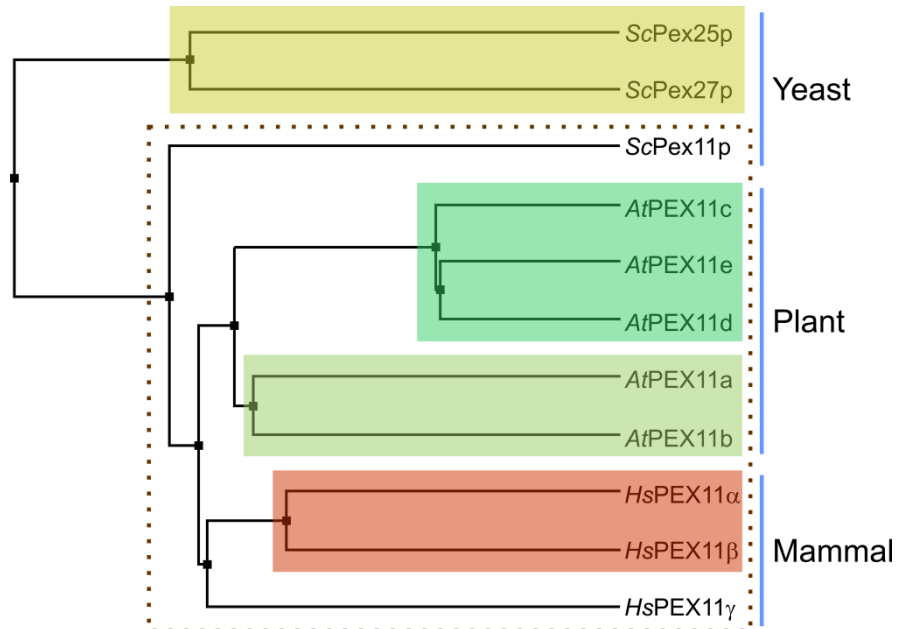 ScPex25p
ScPex27p
Yeast
ScPex11p
AtPEX11c
AtPEX11e
AtPEX11d
Plant
AtPEX11a
AtPEX11b
HsPEX11α
HsPEX11β
Mammal
HsPEX11γ